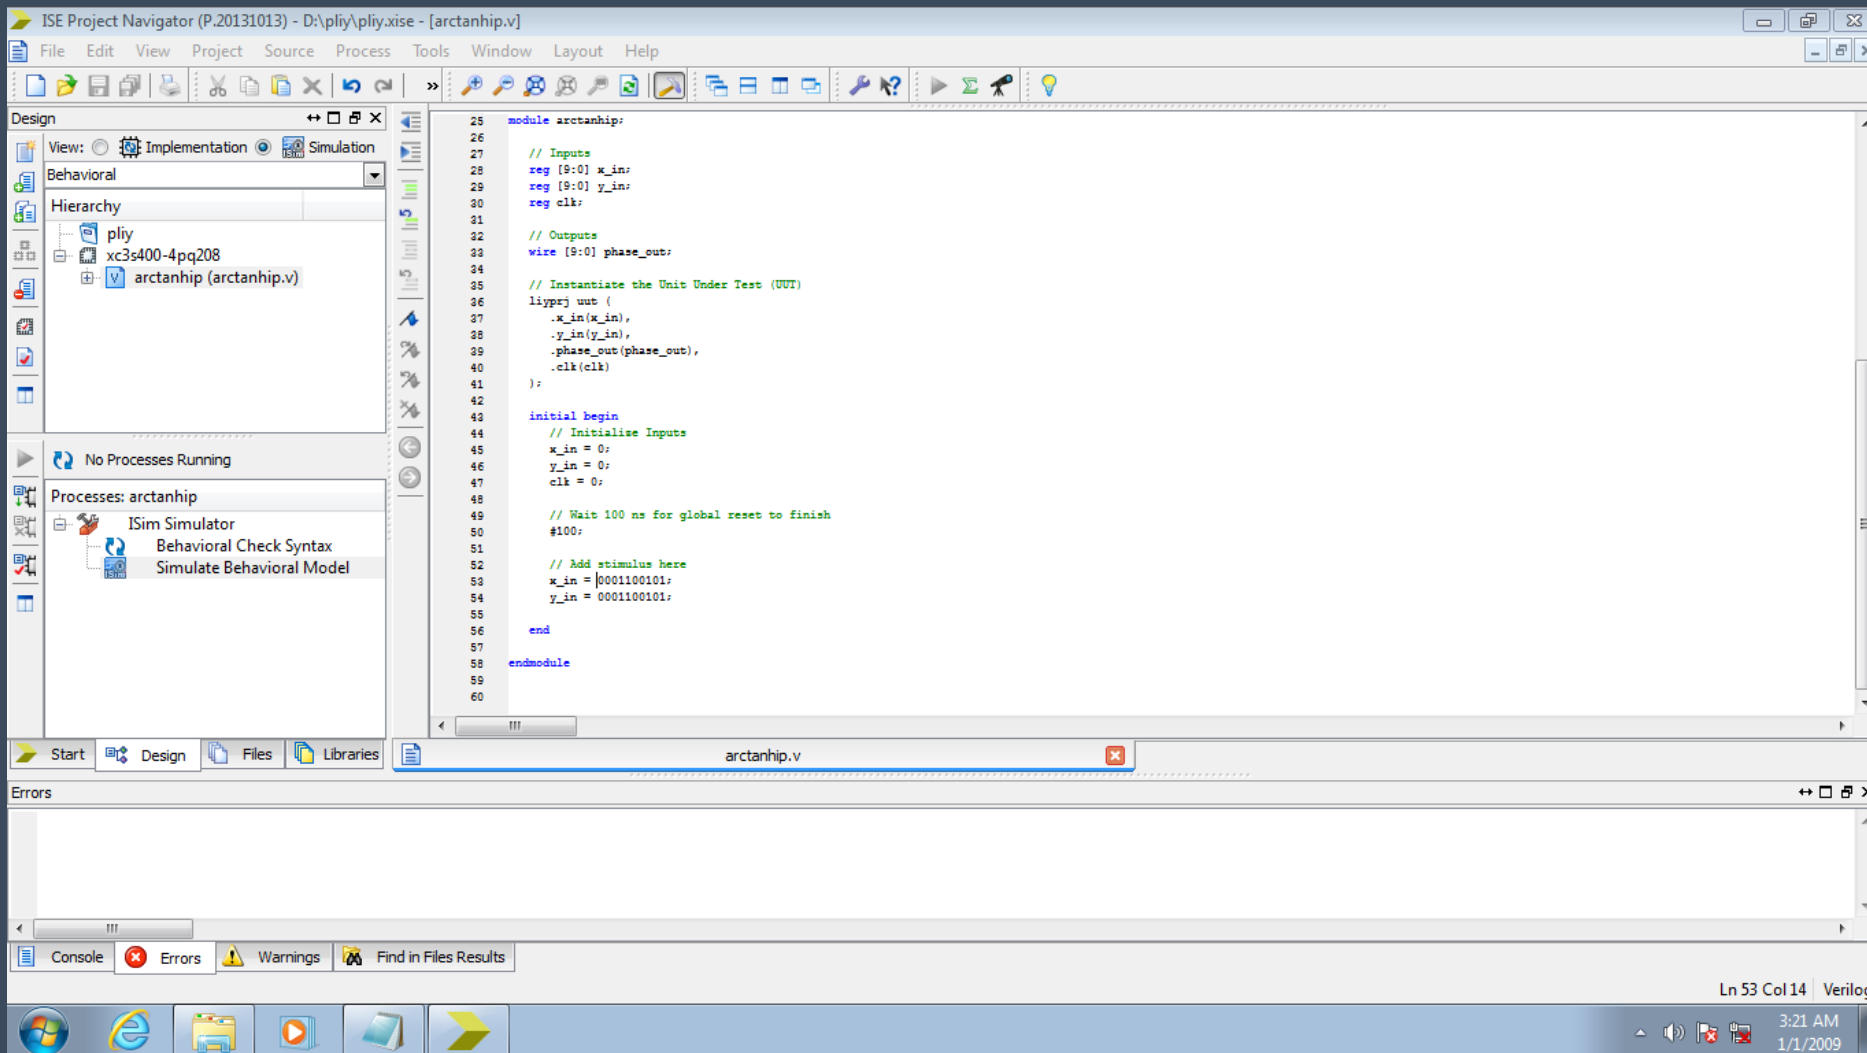 ISE Project Navigator (P.20131013) - D:\pliy\pliy.xise - [arctanhip.v]
File Edit View Project Source Process Tools Window Layout Help
Design
View: Implementation Simulation
Behavioral
Hierarchy
pliy
xc3s400-4pq208
arctanhip (arctanhip.v)
No Processes Running
Processes: arctanhip
ISim Simulator
Behavioral Check Syntax
Simulate Behavioral Model
Start Design Files Libraries
25 module arctanhip;
26
27 // Inputs
28 reg [9:0] x_in;
29 reg [9:0] y_in;
30 reg clk;
31
32 // Outputs
33 wire [9:0] phase_out;
34
35 // Instantiate the Unit Under Test (UUT)
36 liyprj uut (
37 .x_in(x_in),
38 .y_in(y_in),
39 .phase_out(phase_out),
40 .clk(clk)
41 );
42
43 initial begin
44 // Initialize Inputs
45 x_in = 0;
46 y_in = 0;
47 clk = 0;
48
49 // Wait 100 ns for global reset to finish
50 #100;
51
52 // Add stimulus here
53 x_in = 0001100101;
54 y_in = 0001100101;
55
56 end
57
58 endmodule
59
60
arctanhip.v
Errors
Console Errors Warnings Find in Files Results
Ln 53 Col 14 Verilog
3:21 AM
1/1/2009